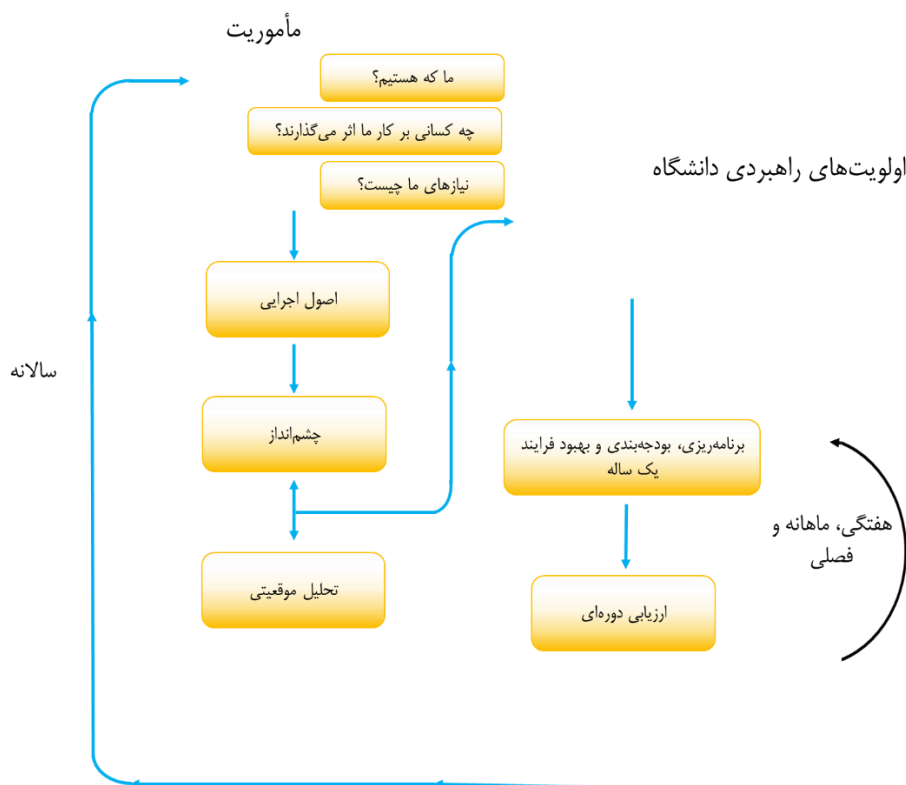 مأموریت
ما که هستیم؟
چه کسانی بر کار ما اثر می‌گذارند؟
نیازهای ما چیست؟
اصول اجرایی
چشم‌انداز
تحلیل موقعیتی
اولویت‌های راهبردی دانشگاه
برنامه‌ریزی، بودجه‌بندی و بهبود فرایند
یک ساله
ارزیابی دوره‌ای
هفتگی، ماهانه و
فصلی
سالانه